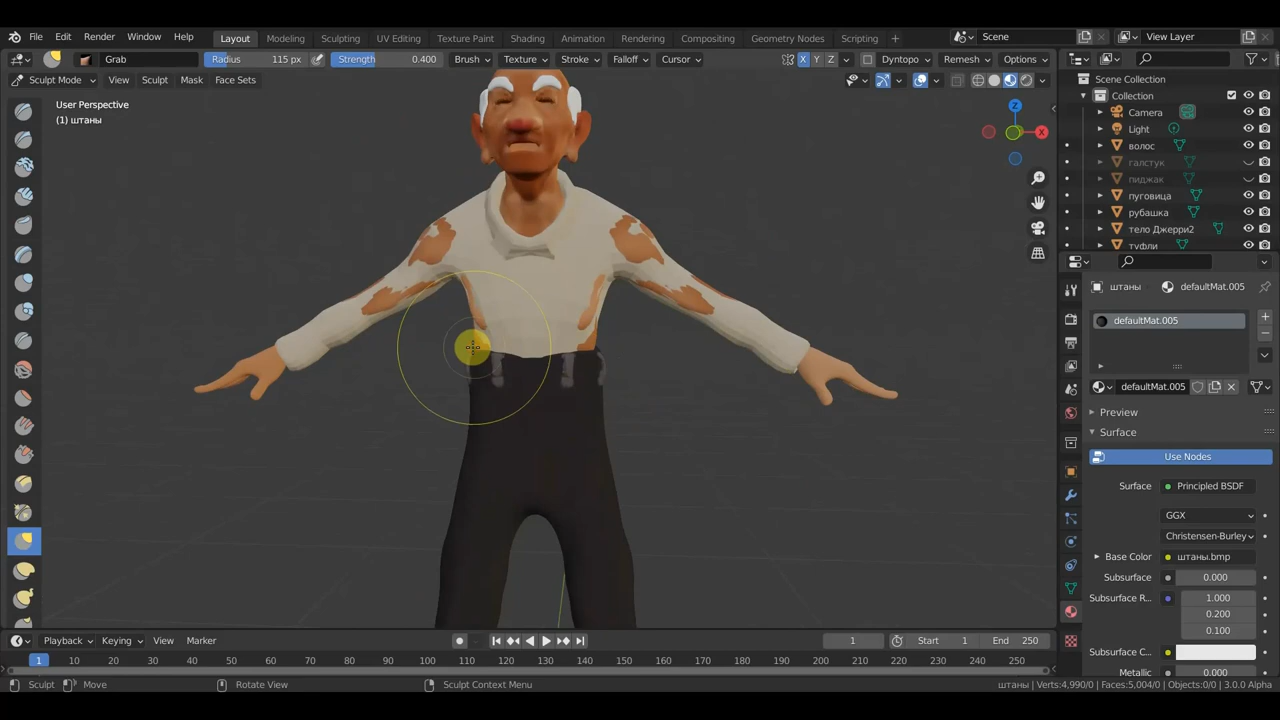 File Edit Render Window Help Layout Modeling Sculpting UV Editing Texture Paint Shading Animation Rendering Compositing Geometry Nodes Scripting + Scene View Layer
Grab Radius 115 px Strength 0.400 Brush Texture Stroke Falloff Cursor X Y Z Dyntopo Remesh Options
Sculpt Mode View Sculpt Mask Face Sets
User Perspective
(1) штаны
Z
X
Scene Collection
Collection
Camera
Light
волос
галстук
пиджак
пуговица
рубашка
тело Джерри2
туфли
штаны defaultMat.005
defaultMat.005
defaultMat.005
Preview
Surface
Use Nodes
Surface Principled BSDF
GGX
Christensen-Burley
Base Color штаны.bmp
Subsurface 0.000
Subsurface R... 1.000
0.200
0.100
Subsurface C...
Metallic 0.000
Playback Keying View Marker 1 Start 1 End 250
1 10 20 30 40 50 60 70 80 90 100 110 120 130 140 150 160 170 180 190 200 210 220 230 240 250
Sculpt Move Rotate View Sculpt Context Menu штаны | Verts:4,990/0 | Faces:5,004/0 | Objects:0/0 | 3.0.0 Alpha